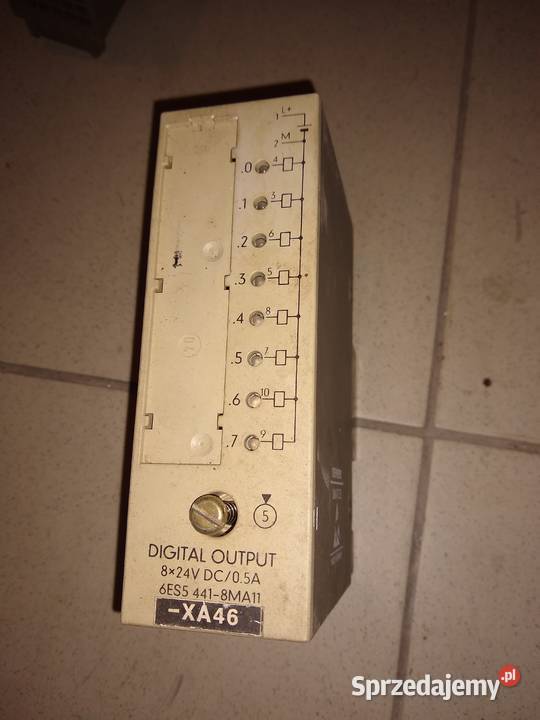 1 L+
2 M
.0 4
.1 3
.2 6
.3 5
.4 8
.5 7
.6 10
.7 9
5
DIGITAL OUTPUT
8×24V DC/0.5A
6ES5 441-8MA11
-XA46
Sprzedajemy.pl